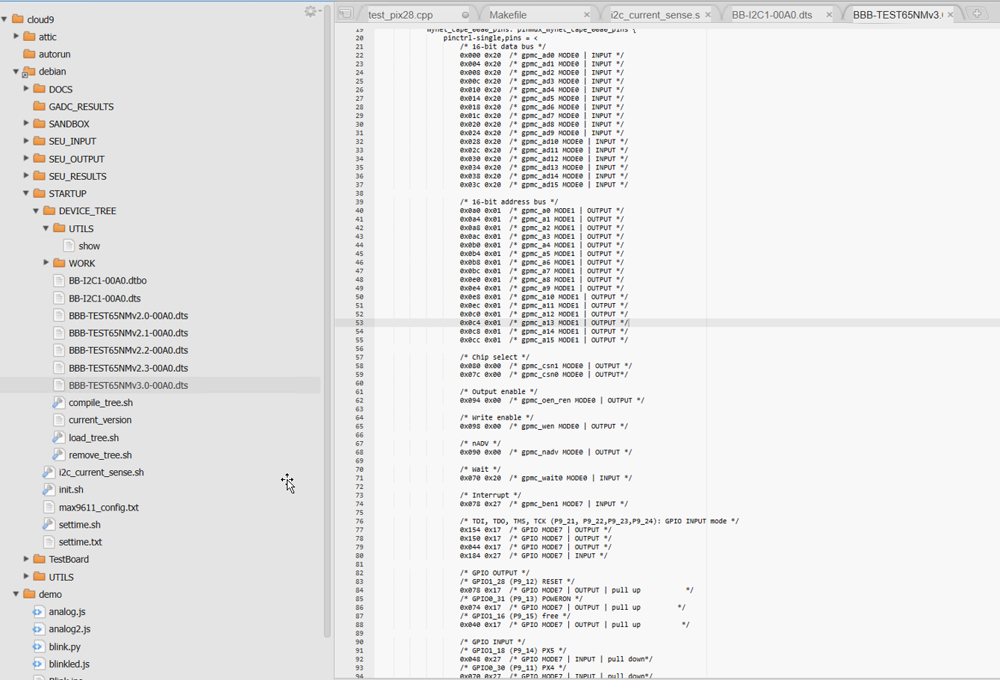 cloud9
attic
autorun
debian
DOCS
GADC_RESULTS
SANDBOX
SEU_INPUT
SEU_OUTPUT
SEU_RESULTS
STARTUP
DEVICE_TREE
UTILS
show
WORK
BB-I2C1-00A0.dtbo
BB-I2C1-00A0.dts
BBB-TEST65NMv2.0-00A0.dts
BBB-TEST65NMv2.1-00A0.dts
BBB-TEST65NMv2.2-00A0.dts
BBB-TEST65NMv2.3-00A0.dts
BBB-TEST65NMv3.0-00A0.dts
compile_tree.sh
current_version
load_tree.sh
remove_tree.sh
i2c_current_sense.sh
init.sh
max9611_config.txt
settime.sh
settime.txt
TestBoard
UTILS
demo
analog.js
analog2.js
blink.py
blinkled.js
test_pix28.cpp
Makefile
i2c_current_sense.s
BB-I2C1-00A0.dts
BBB-TEST65NMv3.
19 mynet_cape_00a0_pins: pinmux_mynet_cape_00a0_pins {
20 pinctrl-single,pins = <
21 /* 16-bit data bus */
22 0x000 0x20 /* gpmc_ad0 MODE0 | INPUT */
23 0x004 0x20 /* gpmc_ad1 MODE0 | INPUT */
24 0x008 0x20 /* gpmc_ad2 MODE0 | INPUT */
25 0x00c 0x20 /* gpmc_ad3 MODE0 | INPUT */
26 0x010 0x20 /* gpmc_ad4 MODE0 | INPUT */
27 0x014 0x20 /* gpmc_ad5 MODE0 | INPUT */
28 0x018 0x20 /* gpmc_ad6 MODE0 | INPUT */
29 0x01c 0x20 /* gpmc_ad7 MODE0 | INPUT */
30 0x020 0x20 /* gpmc_ad8 MODE0 | INPUT */
31 0x024 0x20 /* gpmc_ad9 MODE0 | INPUT */
32 0x028 0x20 /* gpmc_ad10 MODE0 | INPUT */
33 0x02c 0x20 /* gpmc_ad11 MODE0 | INPUT */
34 0x030 0x20 /* gpmc_ad12 MODE0 | INPUT */
35 0x034 0x20 /* gpmc_ad13 MODE0 | INPUT */
36 0x038 0x20 /* gpmc_ad14 MODE0 | INPUT */
37 0x03c 0x20 /* gpmc_ad15 MODE0 | INPUT */
38
39 /* 16-bit address bus */
40 0x0a0 0x01 /* gpmc_a0 MODE1 | OUTPUT */
41 0x0a4 0x01 /* gpmc_a1 MODE1 | OUTPUT */
42 0x0a8 0x01 /* gpmc_a2 MODE1 | OUTPUT */
43 0x0ac 0x01 /* gpmc_a3 MODE1 | OUTPUT */
44 0x0b0 0x01 /* gpmc_a4 MODE1 | OUTPUT */
45 0x0b4 0x01 /* gpmc_a5 MODE1 | OUTPUT */
46 0x0b8 0x01 /* gpmc_a6 MODE1 | OUTPUT */
47 0x0bc 0x01 /* gpmc_a7 MODE1 | OUTPUT */
48 0x0e0 0x01 /* gpmc_a8 MODE1 | OUTPUT */
49 0x0e4 0x01 /* gpmc_a9 MODE1 | OUTPUT */
50 0x0e8 0x01 /* gpmc_a10 MODE1 | OUTPUT */
51 0x0ec 0x01 /* gpmc_a11 MODE1 | OUTPUT */
52 0x0c0 0x01 /* gpmc_a12 MODE1 | OUTPUT */
53 0x0c4 0x01 /* gpmc_a13 MODE1 | OUTPUT */
54 0x0c8 0x01 /* gpmc_a14 MODE1 | OUTPUT */
55 0x0cc 0x01 /* gpmc_a15 MODE1 | OUTPUT */
56
57 /* Chip select */
58 0x080 0x00 /* gpmc_csn1 MODE0 | OUTPUT */
59 0x07c 0x00 /* gpmc_csn0 MODE0 | OUTPUT*/
60
61 /* Output enable */
62 0x094 0x00 /* gpmc_oen_ren MODE0 | OUTPUT */
63
64 /* Write enable */
65 0x098 0x00 /* gpmc_wen MODE0 | OUTPUT */
66
67 /* nADV */
68 0x090 0x00 /* gpmc_nadv MODE0 | OUTPUT */
69
70 /* Wait */
71 0x070 0x20 /* gpmc_wait0 MODE0 | INPUT */
72
73 /* Interrupt */
74 0x078 0x27 /* gpmc_ben1 MODE7 | INPUT */
75
76 /* TDI, TDO, TMS, TCK (P9_21, P9_22,P9_23,P9_24): GPIO INPUT mode */
77 0x154 0x17 /* GPIO MODE7 | OUTPUT */
78 0x150 0x17 /* GPIO MODE7 | OUTPUT */
79 0x044 0x17 /* GPIO MODE7 | OUTPUT */
80 0x184 0x27 /* GPIO MODE7 | INPUT */
81
82 /* GPIO OUTPUT */
83 /* GPIO1_28 (P9_12) RESET */
84 0x078 0x17 /* GPIO MODE7 | OUTPUT | pull up */
85 /* GPIO0_31 (P9_13) POWERON */
86 0x074 0x17 /* GPIO MODE7 | OUTPUT | pull up */
87 /* GPIO1_16 (P9_15) free */
88 0x040 0x17 /* GPIO MODE7 | OUTPUT | pull up */
89
90 /* GPIO INPUT */
91 /* GPIO1_18 (P9_14) PX5 */
92 0x048 0x27 /* GPIO MODE7 | INPUT | pull down*/
93 /* GPIO0_30 (P9_11) PX4 */
94 0x070 0x27 /* GPIO MODE7 | INPUT | pull down*/